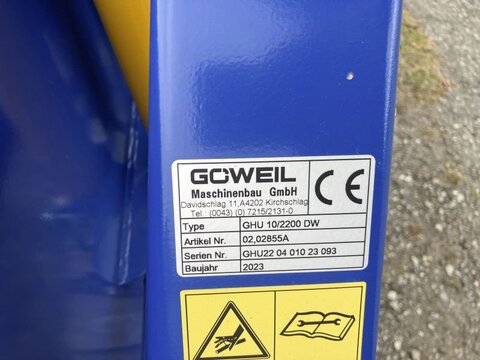 GÖWEIL
Maschinenbau GmbH
Davidschlag 11,A4202 Kirchschlag
Tel.: (0043) (0) 7215/2131-0
CE
Type GHU 10/2200 DW
Artikel Nr. 02,02855A
Serien Nr. GHU22 04 010 23 093
Baujahr 2023